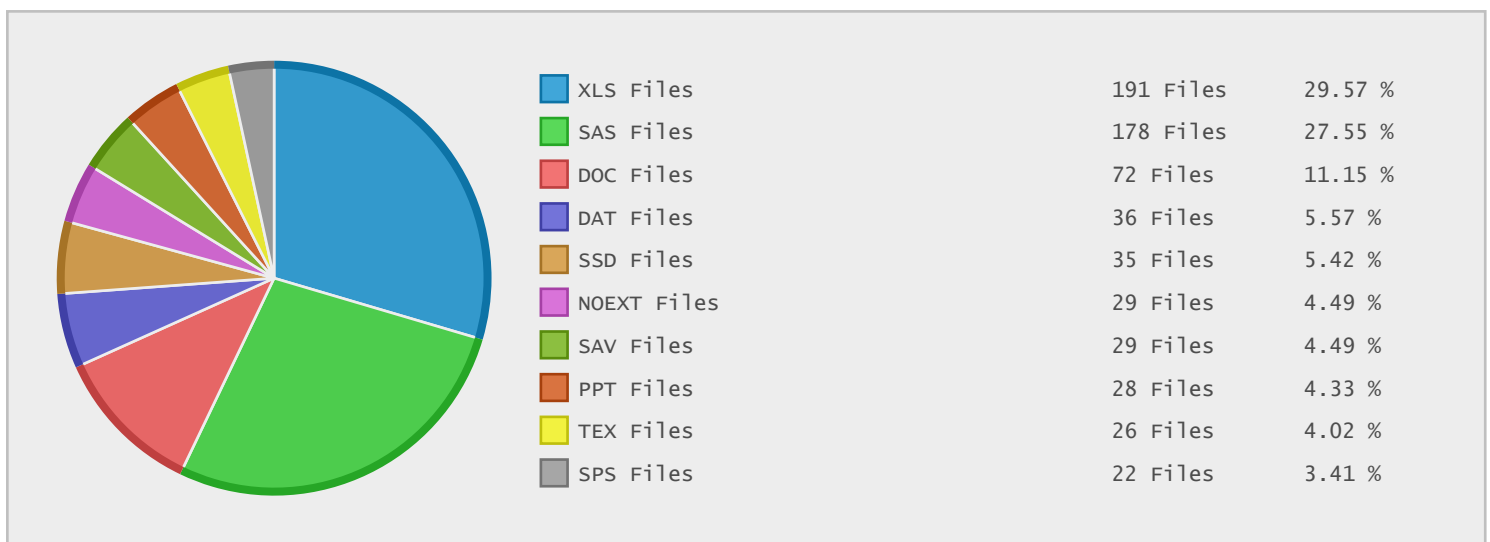 XLS Files 191 Files 29.57 %
SAS Files 178 Files 27.55 %
DOC Files 72 Files 11.15 %
DAT Files 36 Files 5.57 %
SSD Files 35 Files 5.42 %
NOEXT Files 29 Files 4.49 %
SAV Files 29 Files 4.49 %
PPT Files 28 Files 4.33 %
TEX Files 26 Files 4.02 %
SPS Files 22 Files 3.41 %